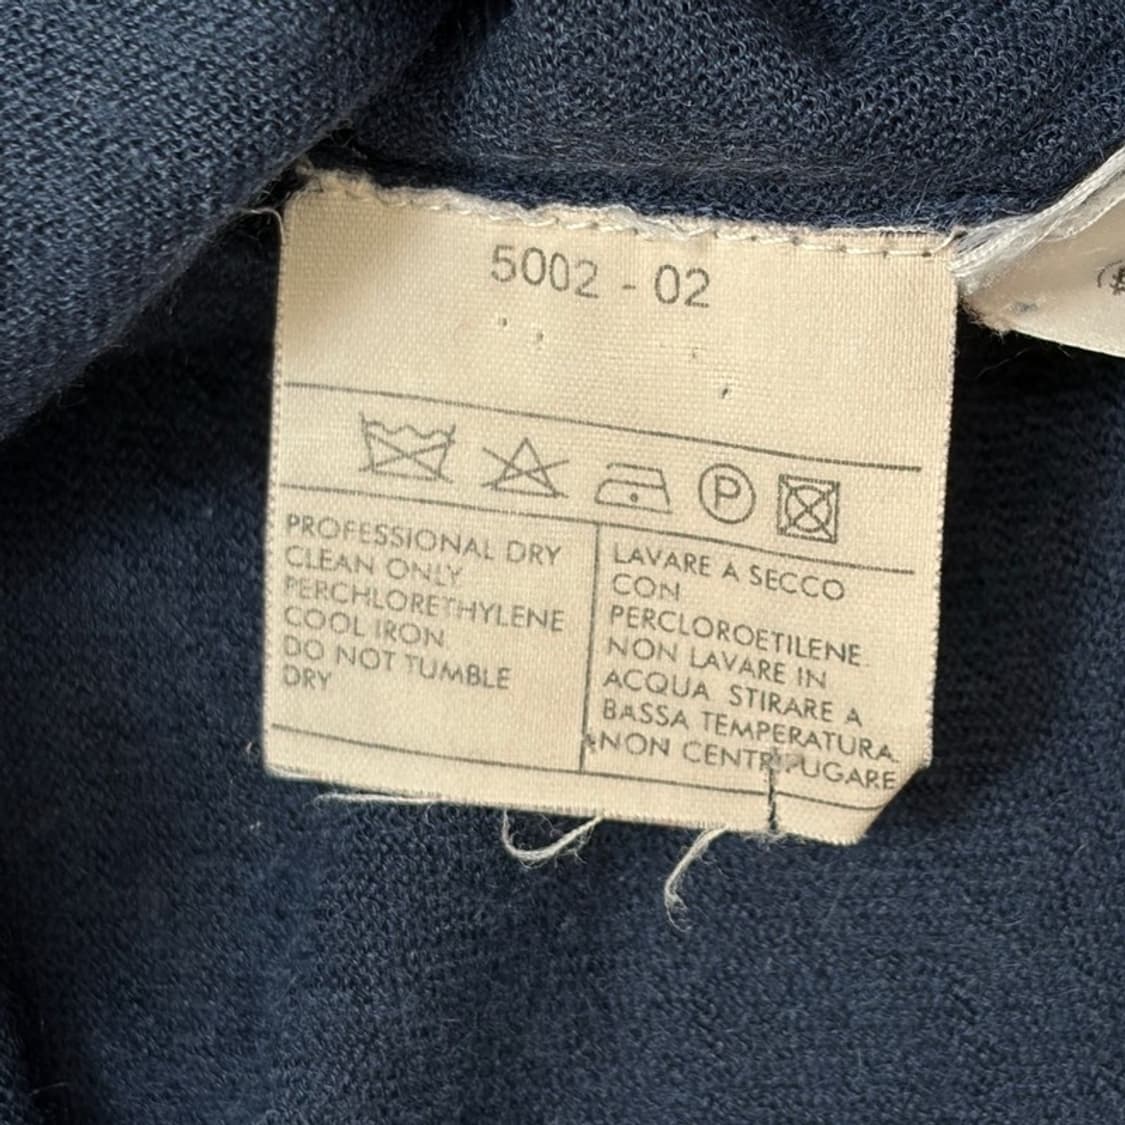 5002 - 02
P
PROFESSIONAL DRY
CLEAN ONLY
PERCHLORETHYLENE
COOL IRON
DO NOT TUMBLE
DRY
LAVARE A SECCO
CON
PERCLOROETILENE.
NON LAVARE IN
ACQUA STIRARE A
BASSA TEMPERATURA
NON CENTRIFUGARE